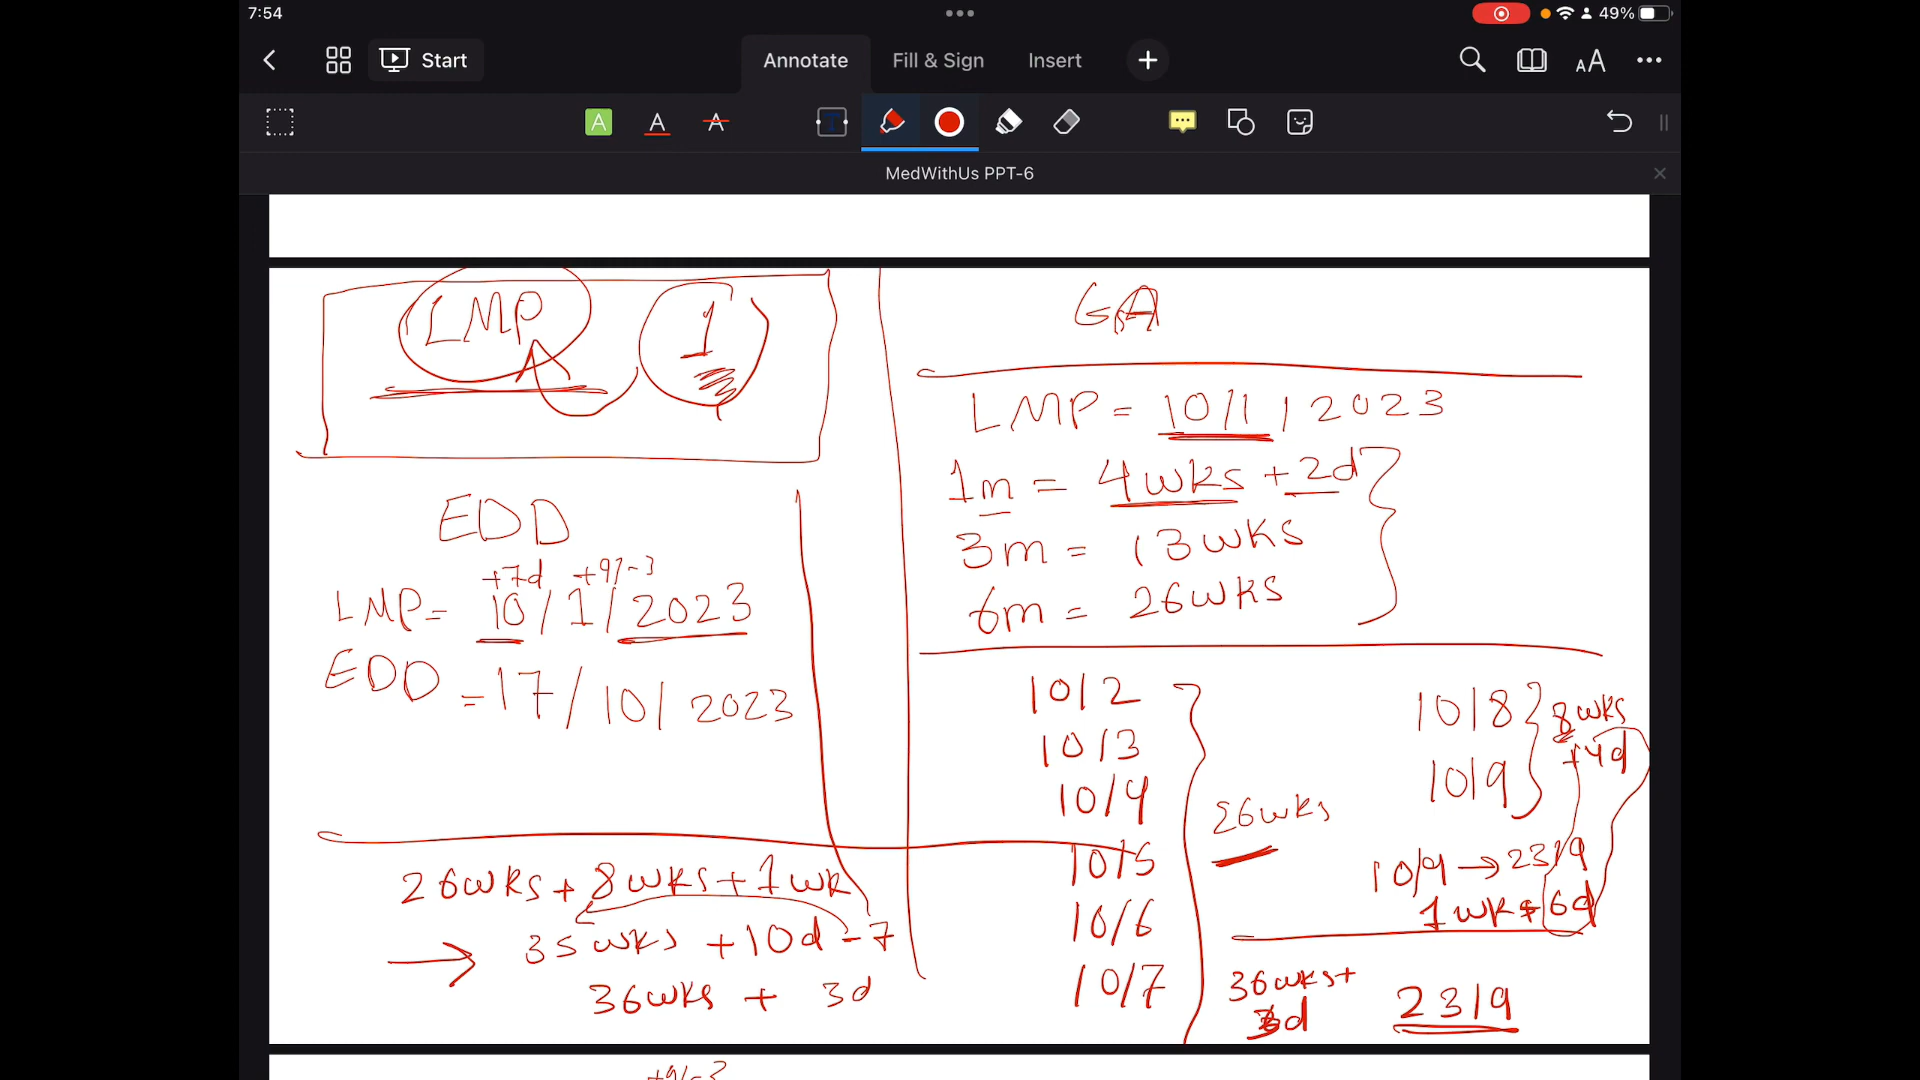 7:54
49%
Start
Annotate
Fill & Sign
Insert
MedWithUs PPT-6
LMP 1
EDD
+7d +9/-3
LMP = 10/1/2023
EDD = 17/10/2023
26wks + 8wks + 1wk
35wks + 10d - 7
36wks + 3d
GA
LMP = 10/1/2023
1m = 4wks + 2d
3m = 13wks
6m = 26wks
10/2
10/3
10/4
10/5
10/6
10/7
26wks
10/8
10/9
8wks
+4d
10/9 → 23/9
1wk + 6d
36wks +
3d
23/9
+9/-3